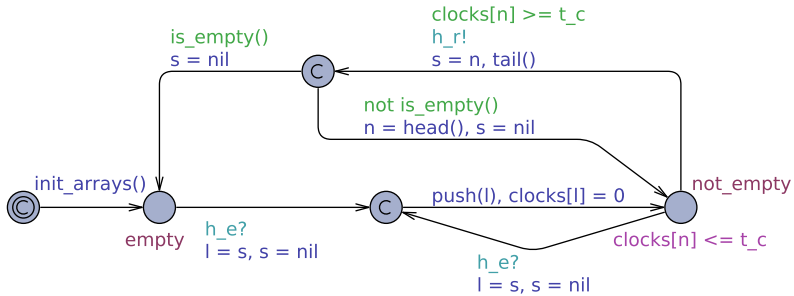 clocks[n] >= t_c
h_r!
s = n, tail()
is_empty()
s = nil
C
not is_empty()
n = head(), s = nil
init_arrays()
C
empty
h_e?
l = s, s = nil
C
push(l), clocks[l] = 0
not_empty
clocks[n] <= t_c
h_e?
l = s, s = nil